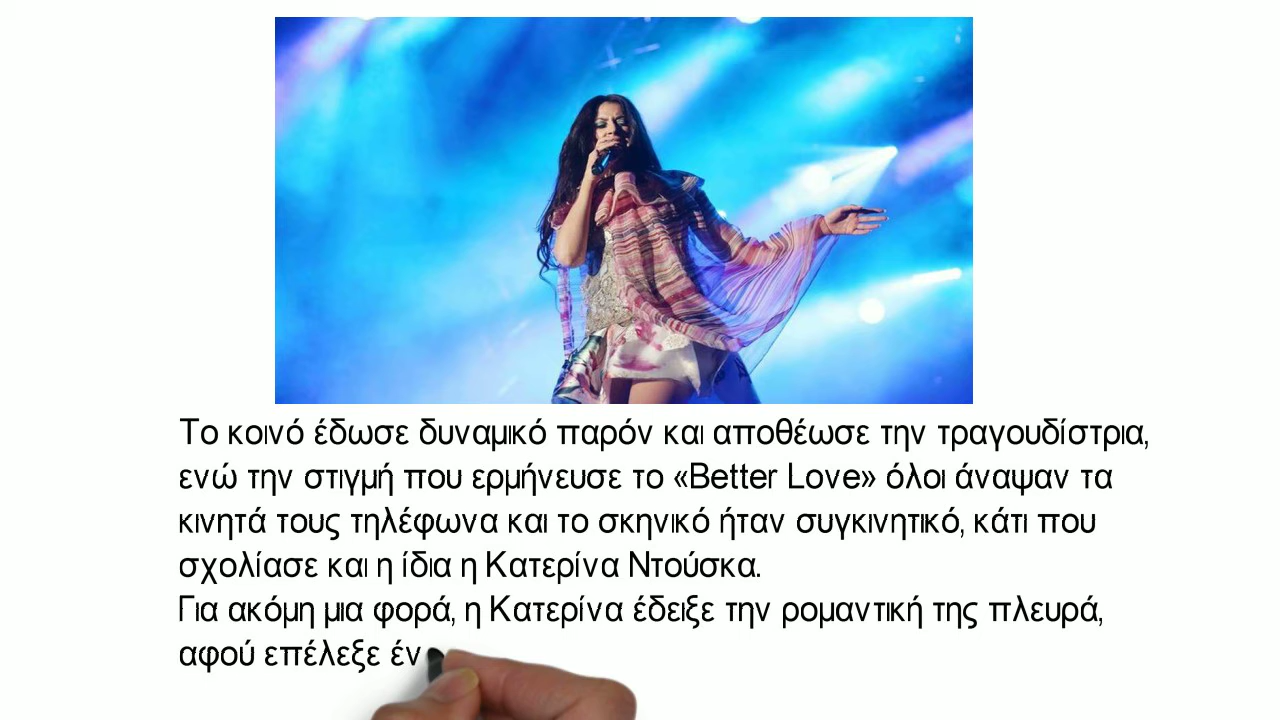 Το κοινό έδωσε δυναμικό παρόν και αποθέωσε την τραγουδίστρια,
ενώ την στιγμή που ερμήνευσε το «Better Love» όλοι άναψαν τα
κινητά τους τηλέφωνα και το σκηνικό ήταν συγκινητικό, κάτι που
σχολίασε και η ίδια η Κατερίνα Ντούσκα.
Για ακόμη μια φορά, η Κατερίνα έδειξε την ρομαντική της πλευρά,
αφού επέλεξε έν